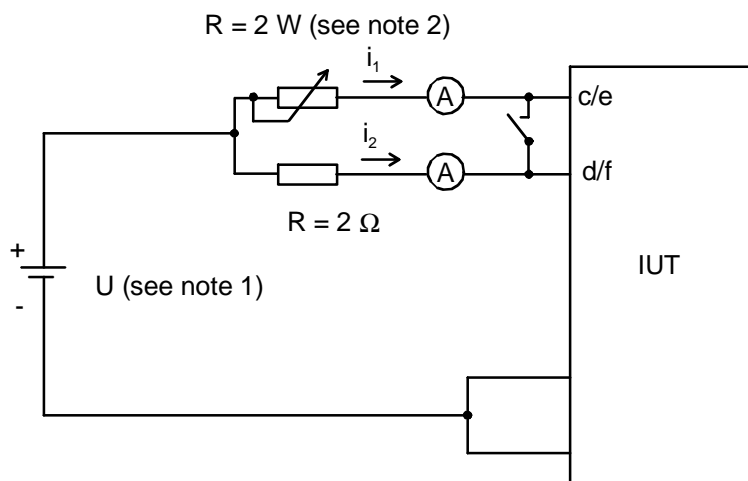 R = 2 W (see note 2)
i₁
A
c/e
i₂
A
d/f
R = 2 Ω
IUT
+
U (see note 1)
-